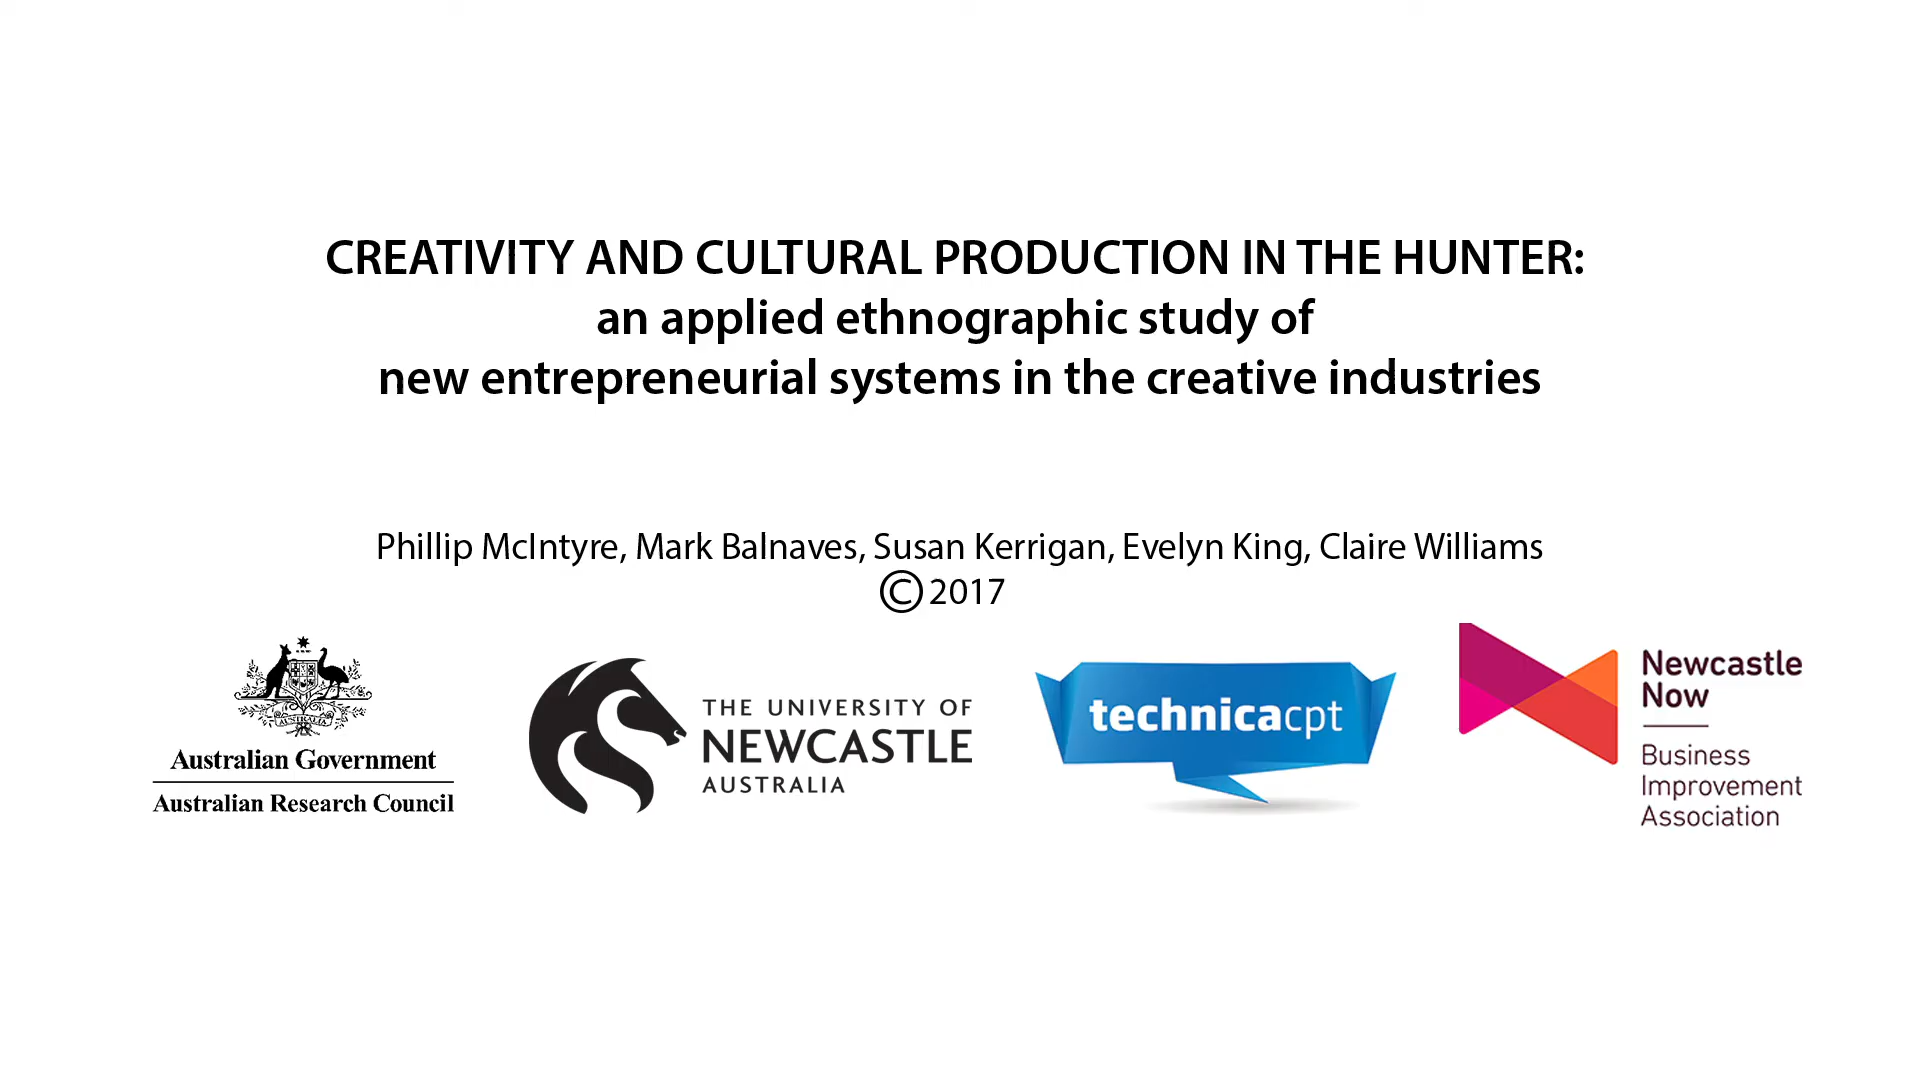 CREATIVITY AND CULTURAL PRODUCTION IN THE HUNTER:
an applied ethnographic study of
new entrepreneurial systems in the creative industries
Phillip McIntyre, Mark Balnaves, Susan Kerrigan, Evelyn King, Claire Williams
© 2017
AUSTRALIA
Australian Government
Australian Research Council
THE UNIVERSITY OF
NEWCASTLE
AUSTRALIA
technicacpt
Newcastle
Now
Business
Improvement
Association